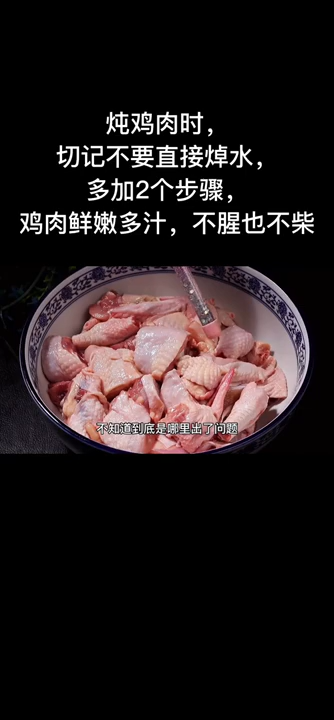 炖鸡肉时，
切记不要直接焯水，
多加2个步骤，
鸡肉鲜嫩多汁，不腥也不柴
不知道到底是哪里出了问题